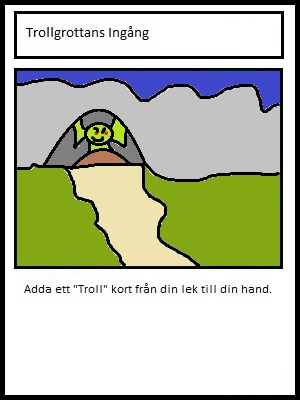 Trollgrottans Ingång
Adda ett "Troll" kort från din lek till din hand.